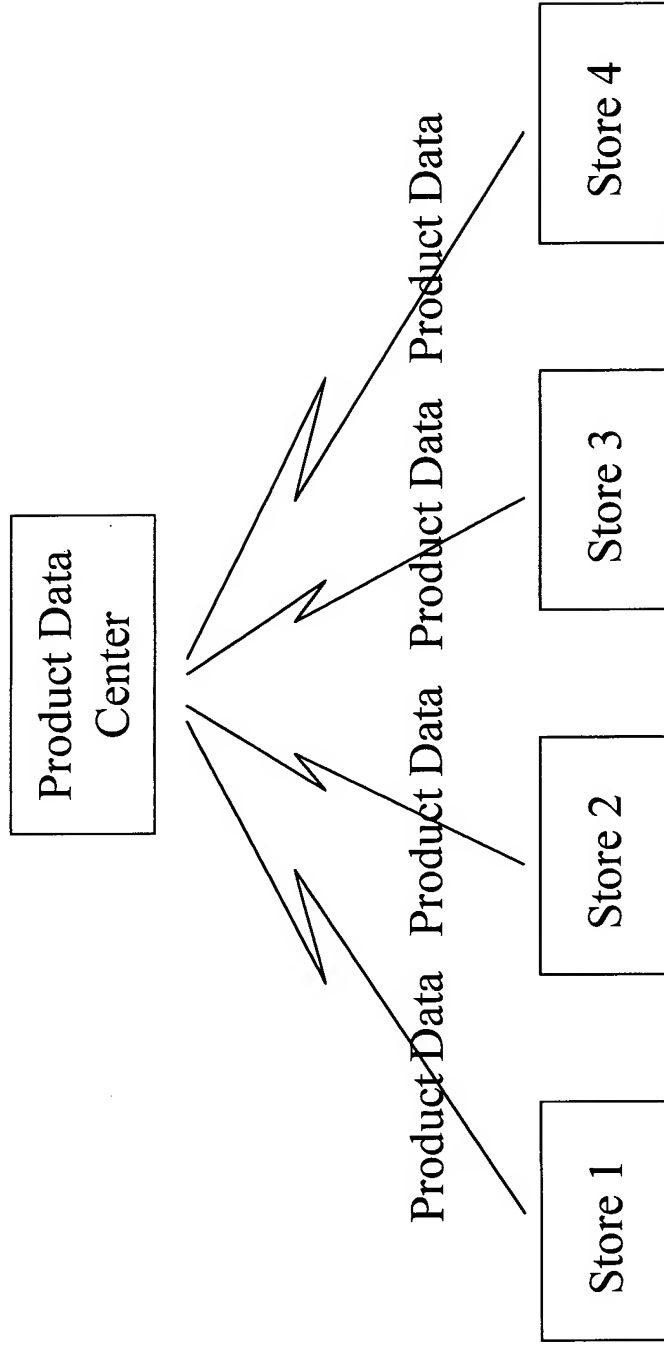 Product Data
Center
Product Data
Product Data
Product Data
Product Data
Store 1
Store 2
Store 3
Store 4